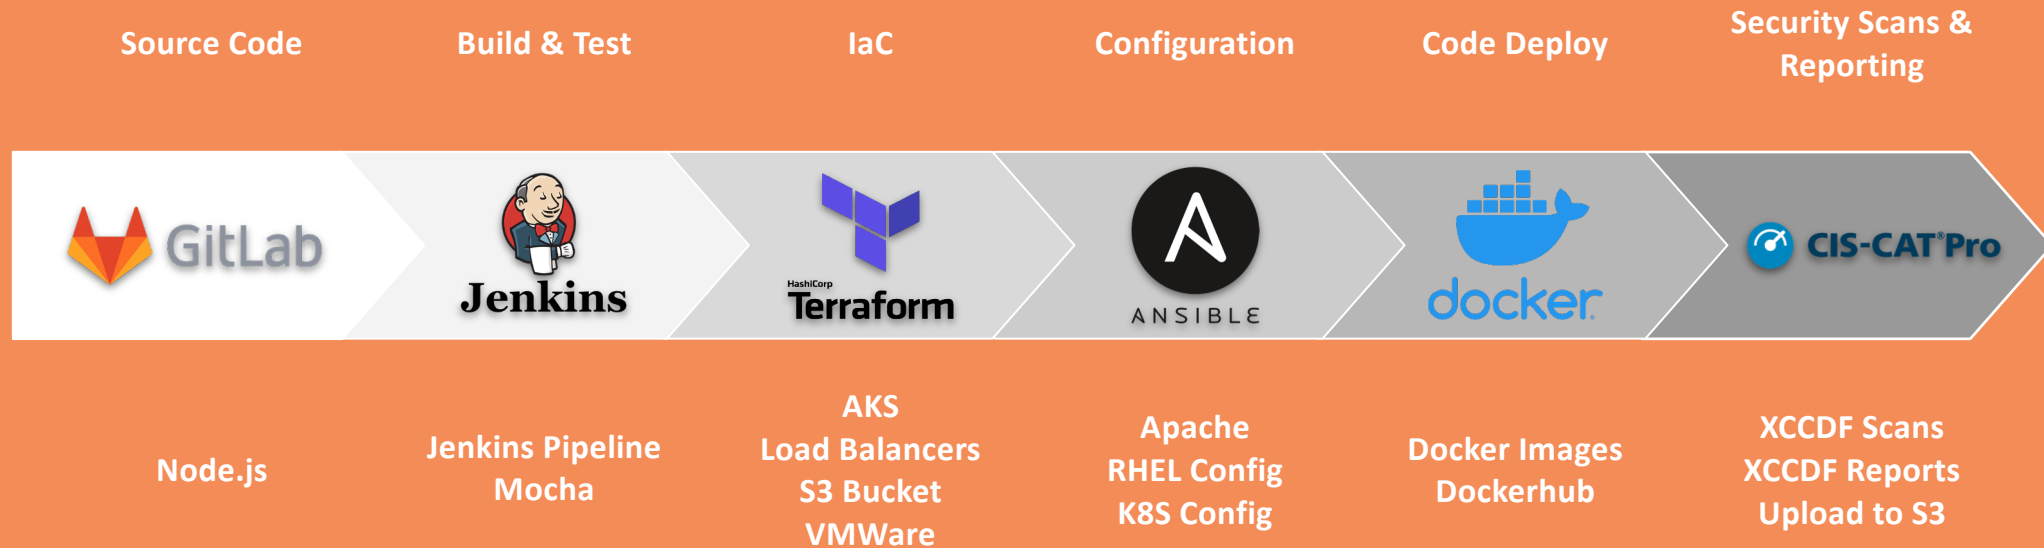 Source Code
Build & Test
IaC
Configuration
Code Deploy
Security Scans &
Reporting
GitLab
Jenkins
HashiCorp
Terraform
ANSIBLE
docker
CIS-CAT®Pro
Node.js
Jenkins Pipeline
Mocha
AKS
Load Balancers
S3 Bucket
VMWare
Apache
RHEL Config
K8S Config
Docker Images
Dockerhub
XCCDF Scans
XCCDF Reports
Upload to S3